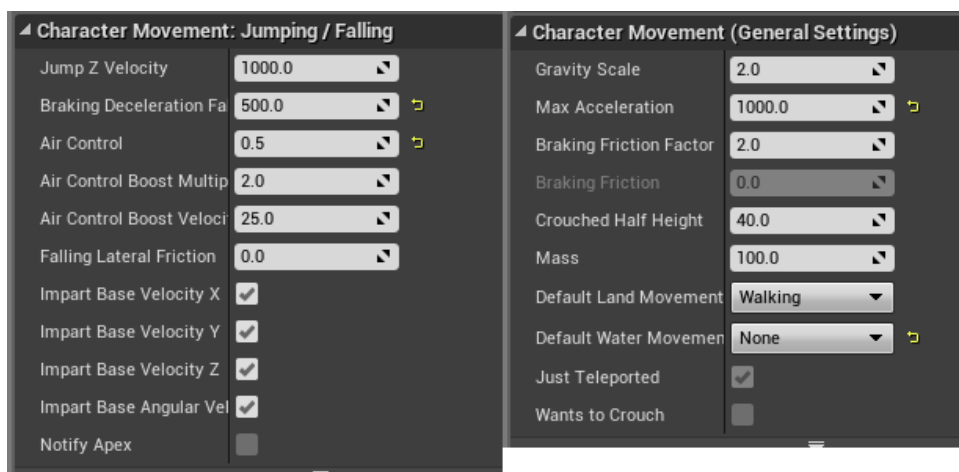 Character Movement: Jumping / Falling
Jump Z Velocity 1000.0
Braking Deceleration Fa 500.0
Air Control 0.5
Air Control Boost Multip 2.0
Air Control Boost Veloci 25.0
Falling Lateral Friction 0.0
Impart Base Velocity X
Impart Base Velocity Y
Impart Base Velocity Z
Impart Base Angular Vel
Notify Apex
Character Movement (General Settings)
Gravity Scale 2.0
Max Acceleration 1000.0
Braking Friction Factor 2.0
Braking Friction 0.0
Crouched Half Height 40.0
Mass 100.0
Default Land Movement Walking
Default Water Movemen None
Just Teleported
Wants to Crouch